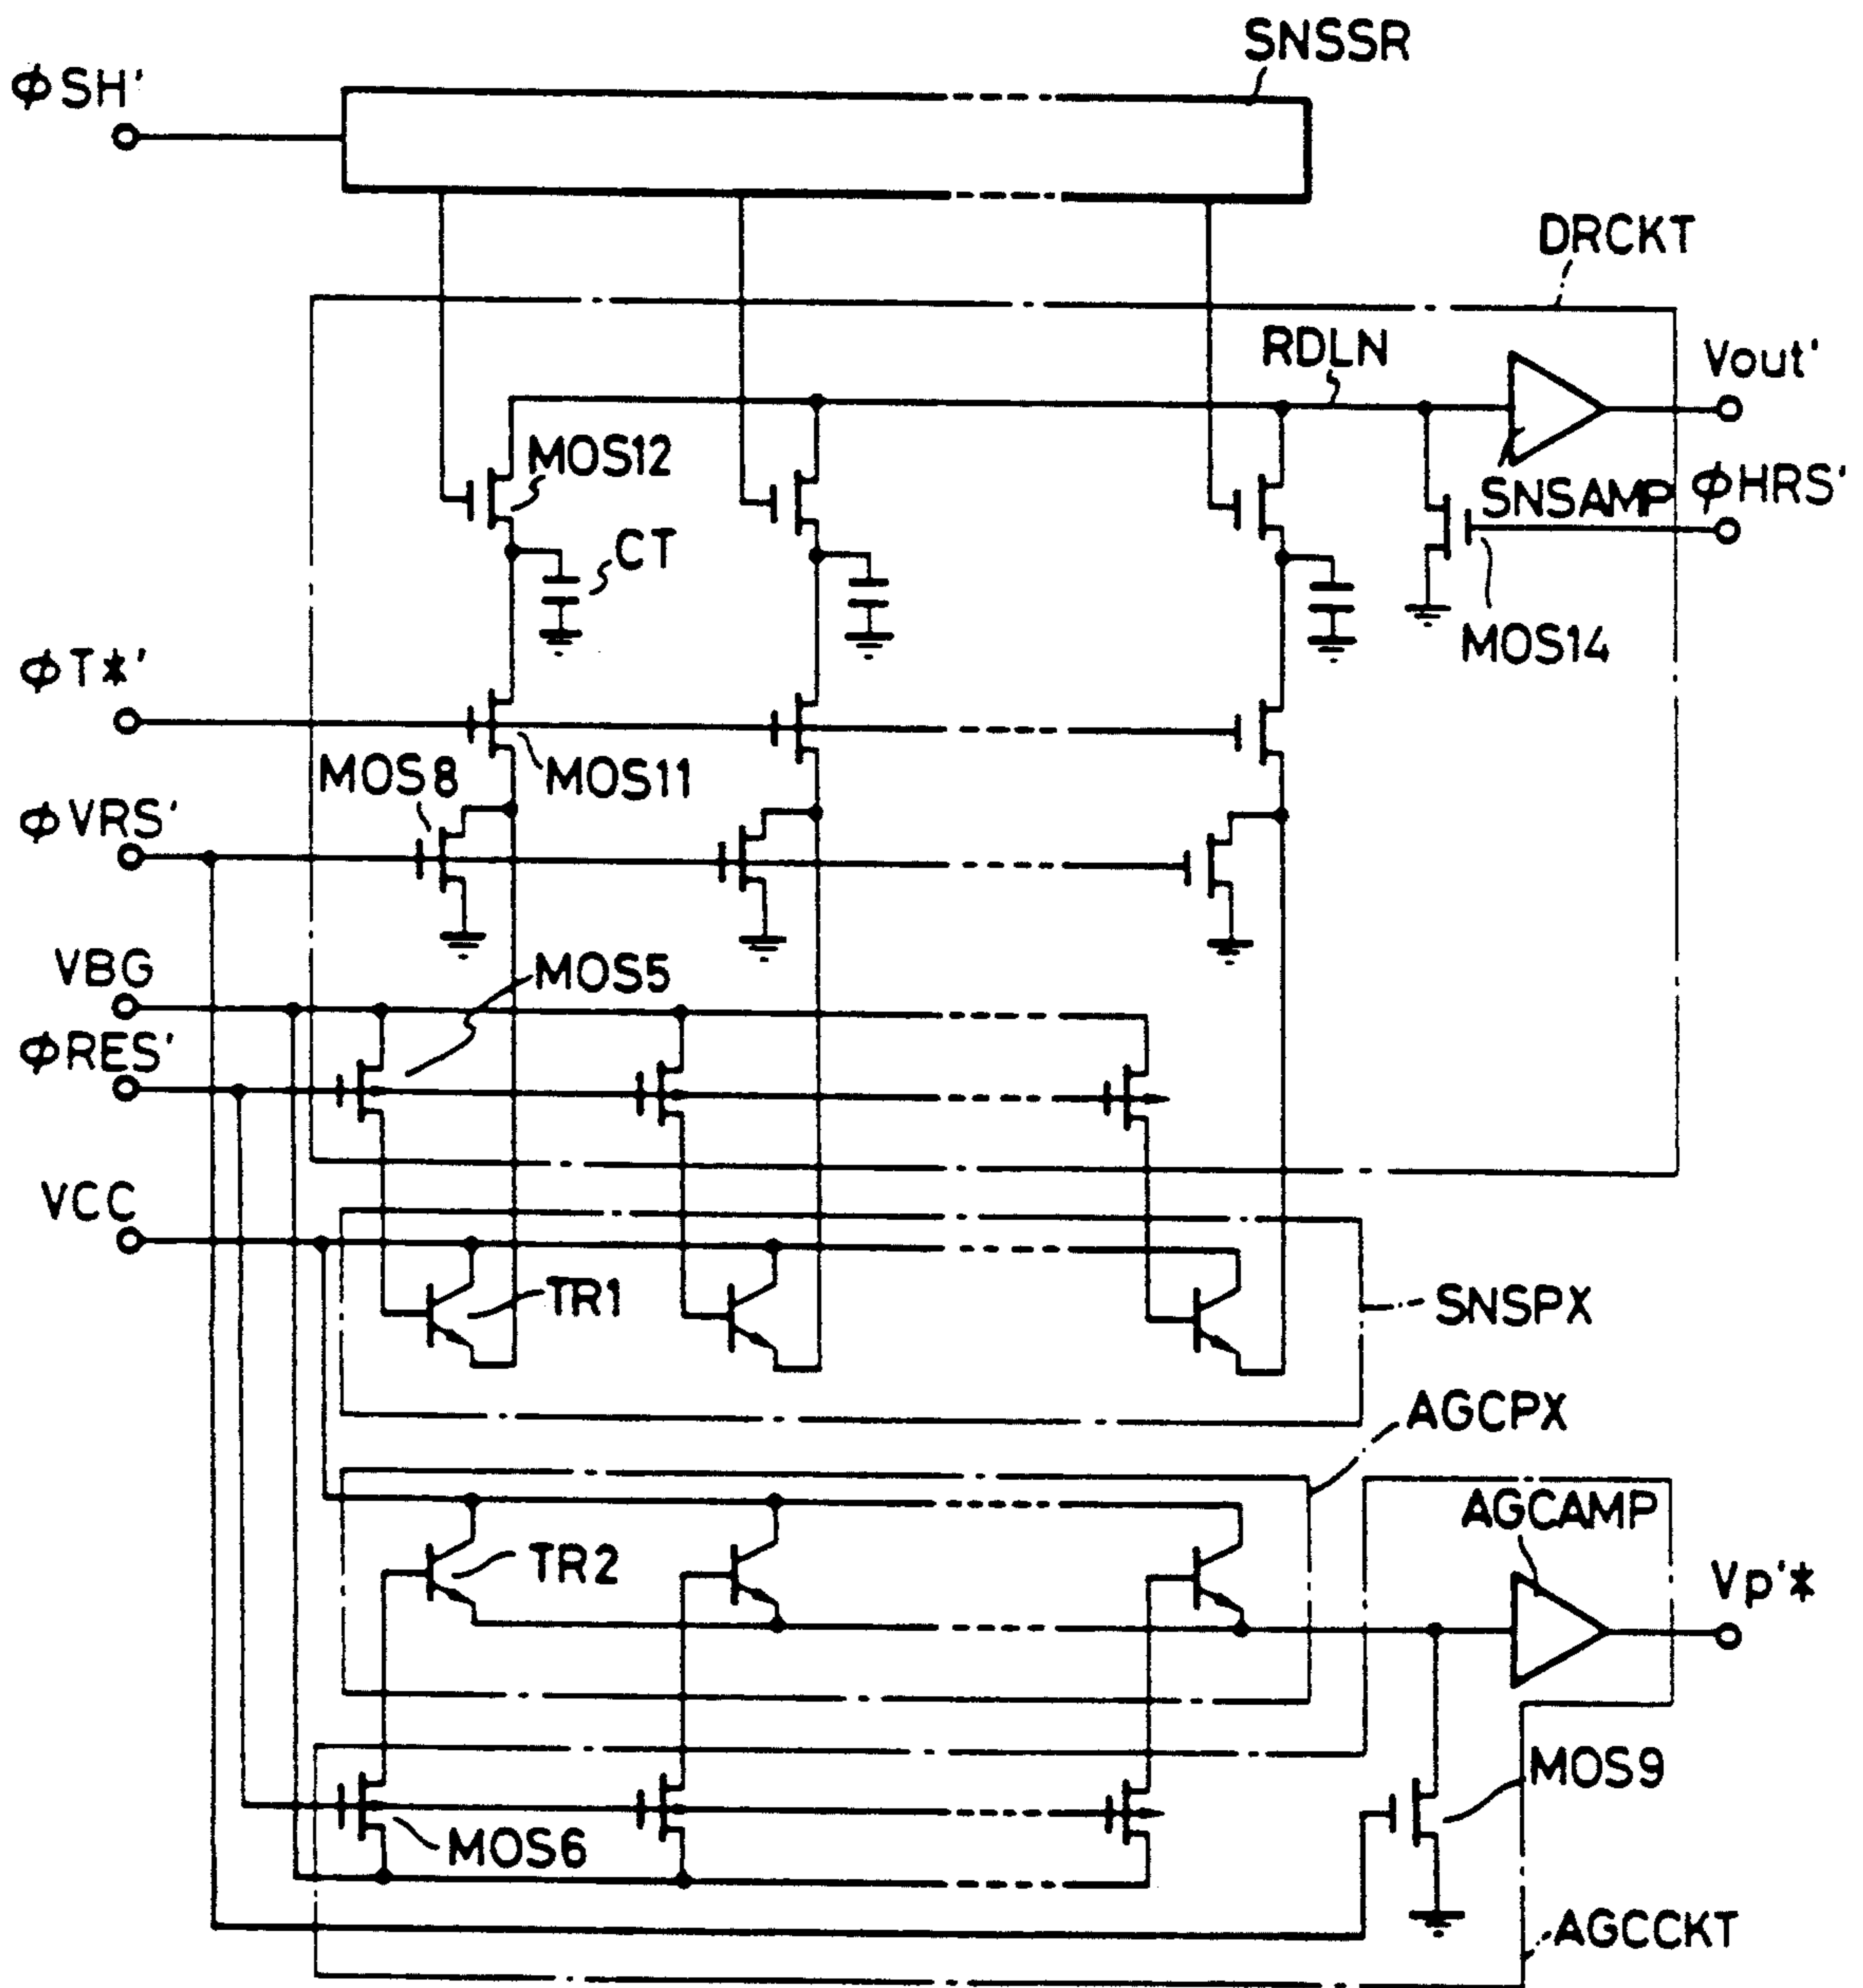 SNSSR
φSH'
DRCKT
RDLN
Vout'
MOS12
SNSAMP
φHRS'
CT
MOS14
φT*'
MOS8
MOS11
φVRS'
VBG
MOS5
φRES'
VCC
TR1
SNSPX
AGCPX
AGCAMP
TR2
Vp'*
MOS9
MOS6
AGCCKT